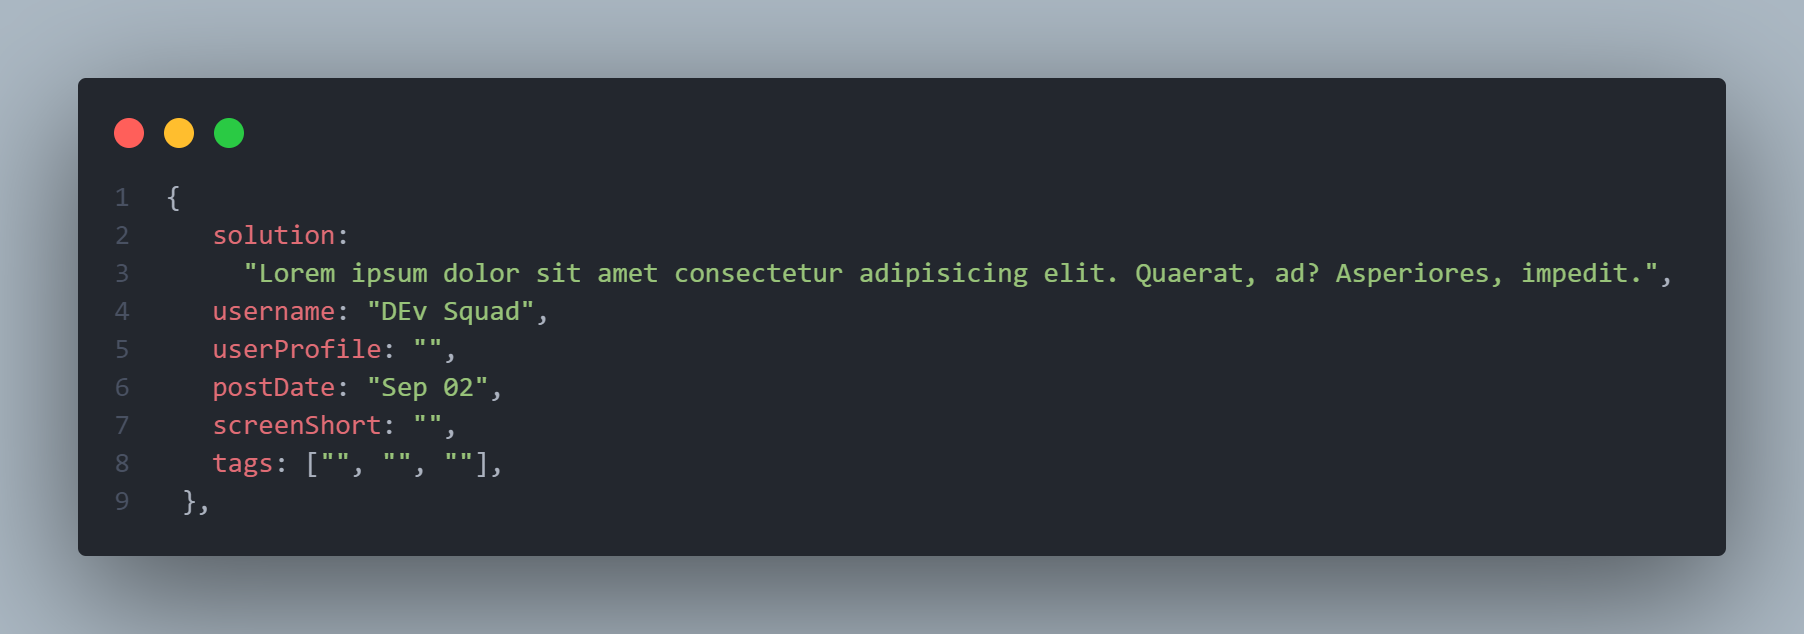 1 {
2 solution:
3 "Lorem ipsum dolor sit amet consectetur adipisicing elit. Quaerat, ad? Asperiores, impedit.",
4 username: "DEv Squad",
5 userProfile: "",
6 postDate: "Sep 02",
7 screenShort: "",
8 tags: ["", "", ""],
9 },